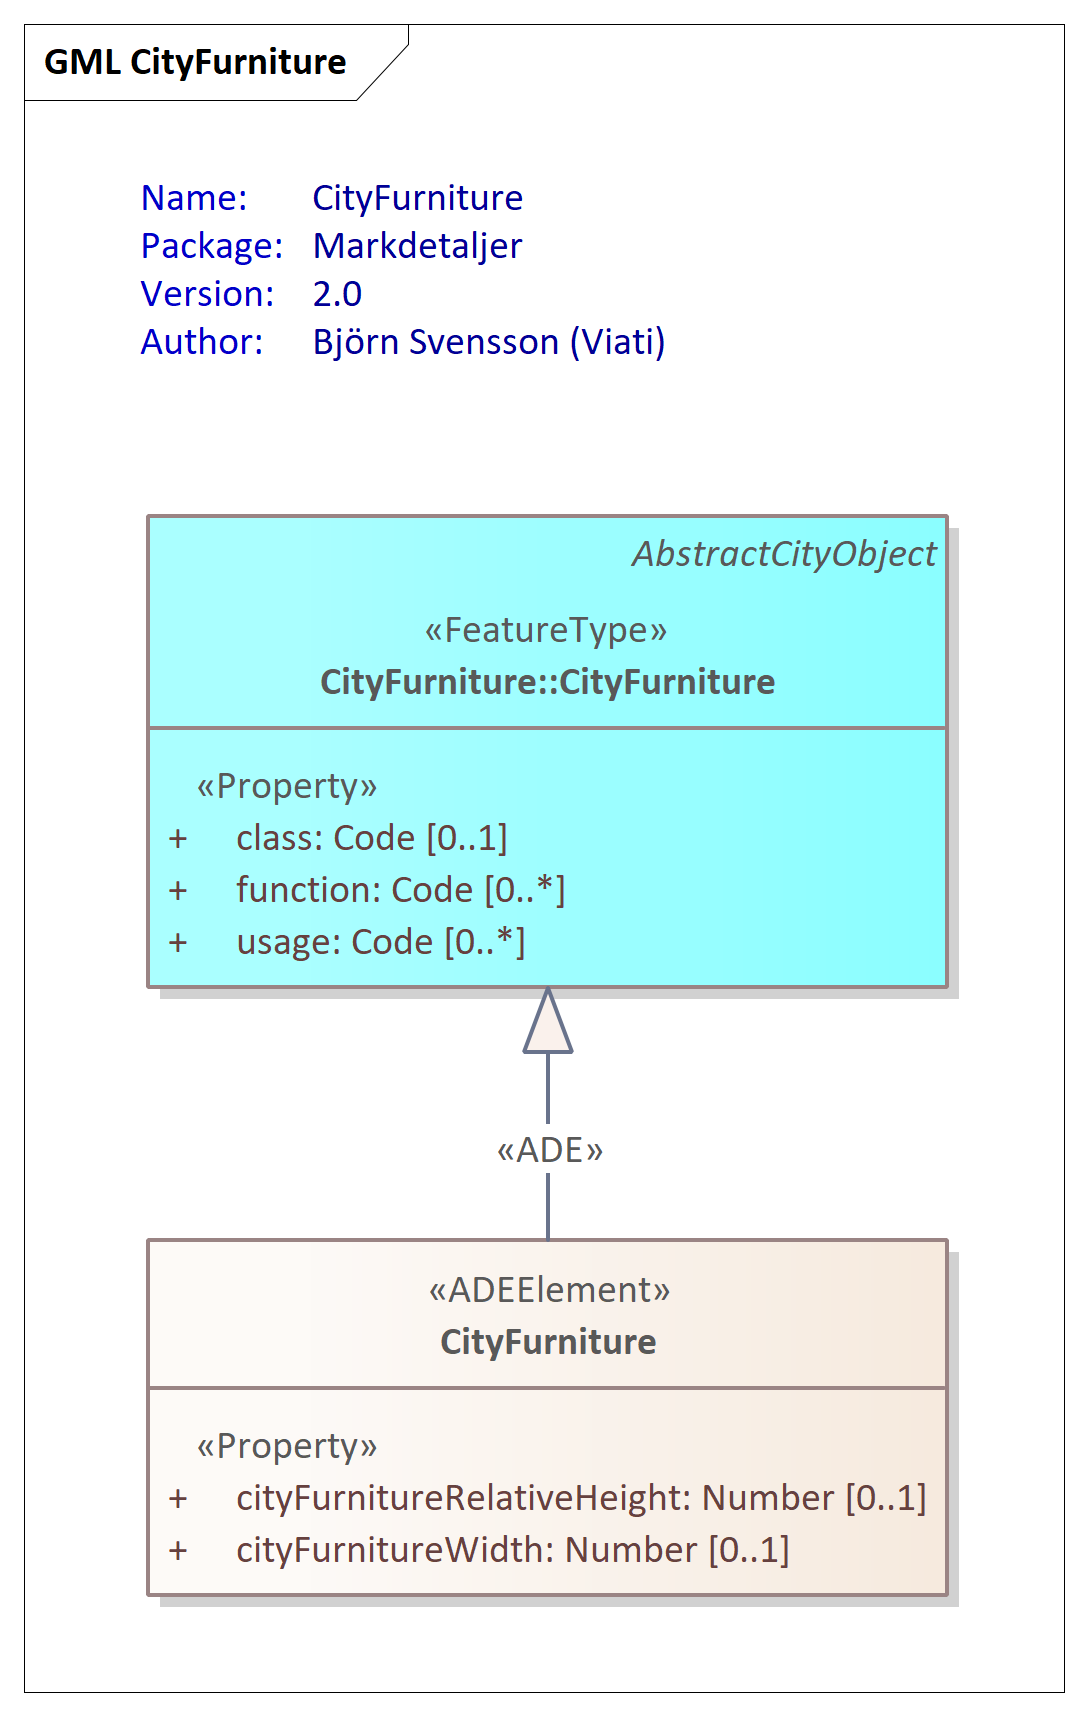 GML CityFurniture
Name: CityFurniture
Package: Markdetaljer
Version: 2.0
Author: Björn Svensson (Viati)
AbstractCityObject
«FeatureType»
CityFurniture::CityFurniture
«Property»
+ class: Code [0..1]
+ function: Code [0..*]
+ usage: Code [0..*]
«ADE»
«ADEElement»
CityFurniture
«Property»
+ cityFurnitureRelativeHeight: Number [0..1]
+ cityFurnitureWidth: Number [0..1]